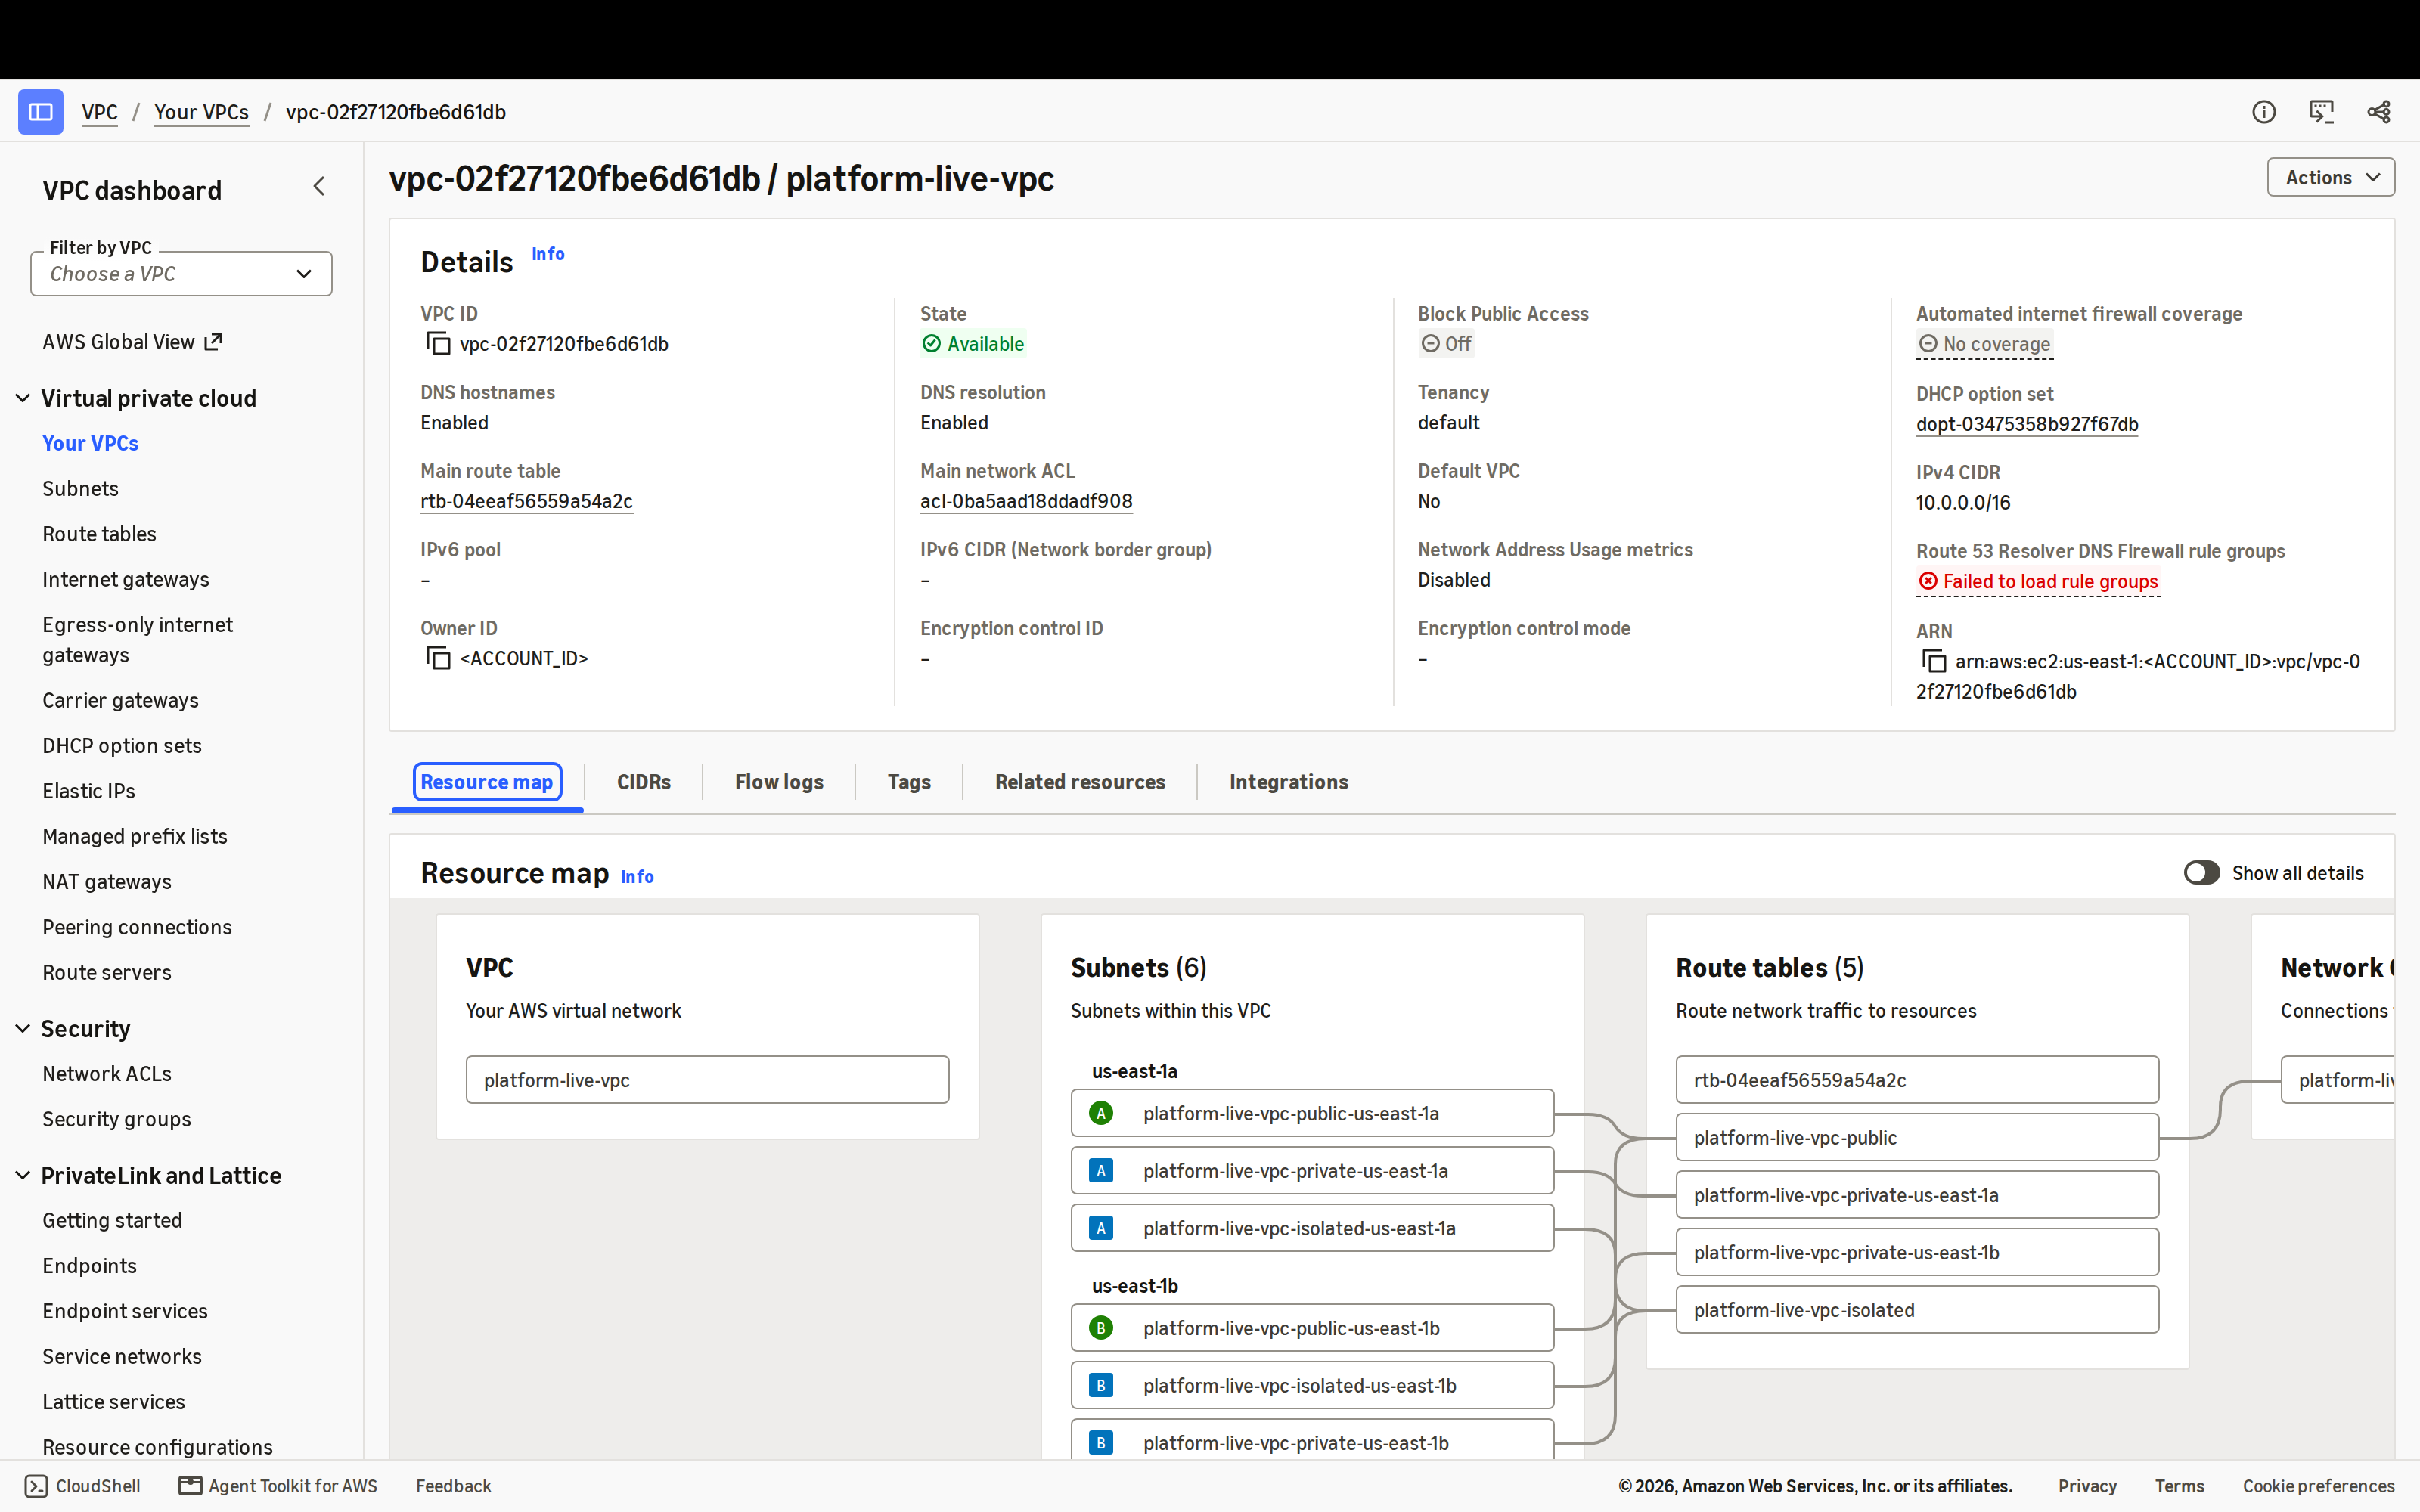 VPC / Your VPCs / vpc-02f27120fbe6d61db
VPC dashboard
Filter by VPC
Choose a VPC
AWS Global View
Virtual private cloud
Your VPCs
Subnets
Route tables
Internet gateways
Egress-only internet
gateways
Carrier gateways
DHCP option sets
Elastic IPs
Managed prefix lists
NAT gateways
Peering connections
Route servers
Security
Network ACLs
Security groups
PrivateLink and Lattice
Getting started
Endpoints
Endpoint services
Service networks
Lattice services
Resource configurations
vpc-02f27120fbe6d61db / platform-live-vpc
Actions
Details Info
VPC ID
vpc-02f27120fbe6d61db
DNS hostnames
Enabled
Main route table
rtb-04eeaf56559a54a2c
IPv6 pool
–
Owner ID
<ACCOUNT_ID>
State
Available
DNS resolution
Enabled
Main network ACL
acl-0ba5aad18ddadf908
IPv6 CIDR (Network border group)
–
Encryption control ID
–
Block Public Access
Off
Tenancy
default
Default VPC
No
Network Address Usage metrics
Disabled
Encryption control mode
–
Automated internet firewall coverage
No coverage
DHCP option set
dopt-03475358b927f67db
IPv4 CIDR
10.0.0.0/16
Route 53 Resolver DNS Firewall rule groups
Failed to load rule groups
ARN
arn:aws:ec2:us-east-1:<ACCOUNT_ID>:vpc/vpc-0
2f27120fbe6d61db
Resource map
CIDRs
Flow logs
Tags
Related resources
Integrations
Resource map Info
Show all details
VPC
Your AWS virtual network
platform-live-vpc
Subnets (6)
Subnets within this VPC
us-east-1a
A platform-live-vpc-public-us-east-1a
A platform-live-vpc-private-us-east-1a
A platform-live-vpc-isolated-us-east-1a
us-east-1b
B platform-live-vpc-public-us-east-1b
B platform-live-vpc-isolated-us-east-1b
B platform-live-vpc-private-us-east-1b
Route tables (5)
Route network traffic to resources
rtb-04eeaf56559a54a2c
platform-live-vpc-public
platform-live-vpc-private-us-east-1a
platform-live-vpc-private-us-east-1b
platform-live-vpc-isolated
Network
Connections
platform-liv
CloudShell
Agent Toolkit for AWS
Feedback
© 2026, Amazon Web Services, Inc. or its affiliates.
Privacy
Terms
Cookie preferences